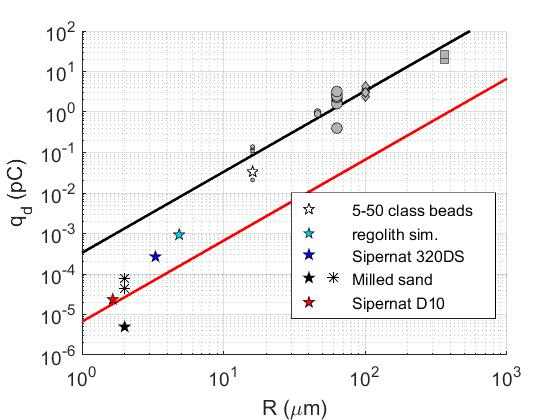 10^2
10^1
10^0
10^-1
10^-2
10^-3
10^-4
10^-5
10^-6
q_d (pC)
5-50 class beads
regolith sim.
Sipernat 320DS
Milled sand
Sipernat D10
10^0 10^1 10^2 10^3
R (μm)